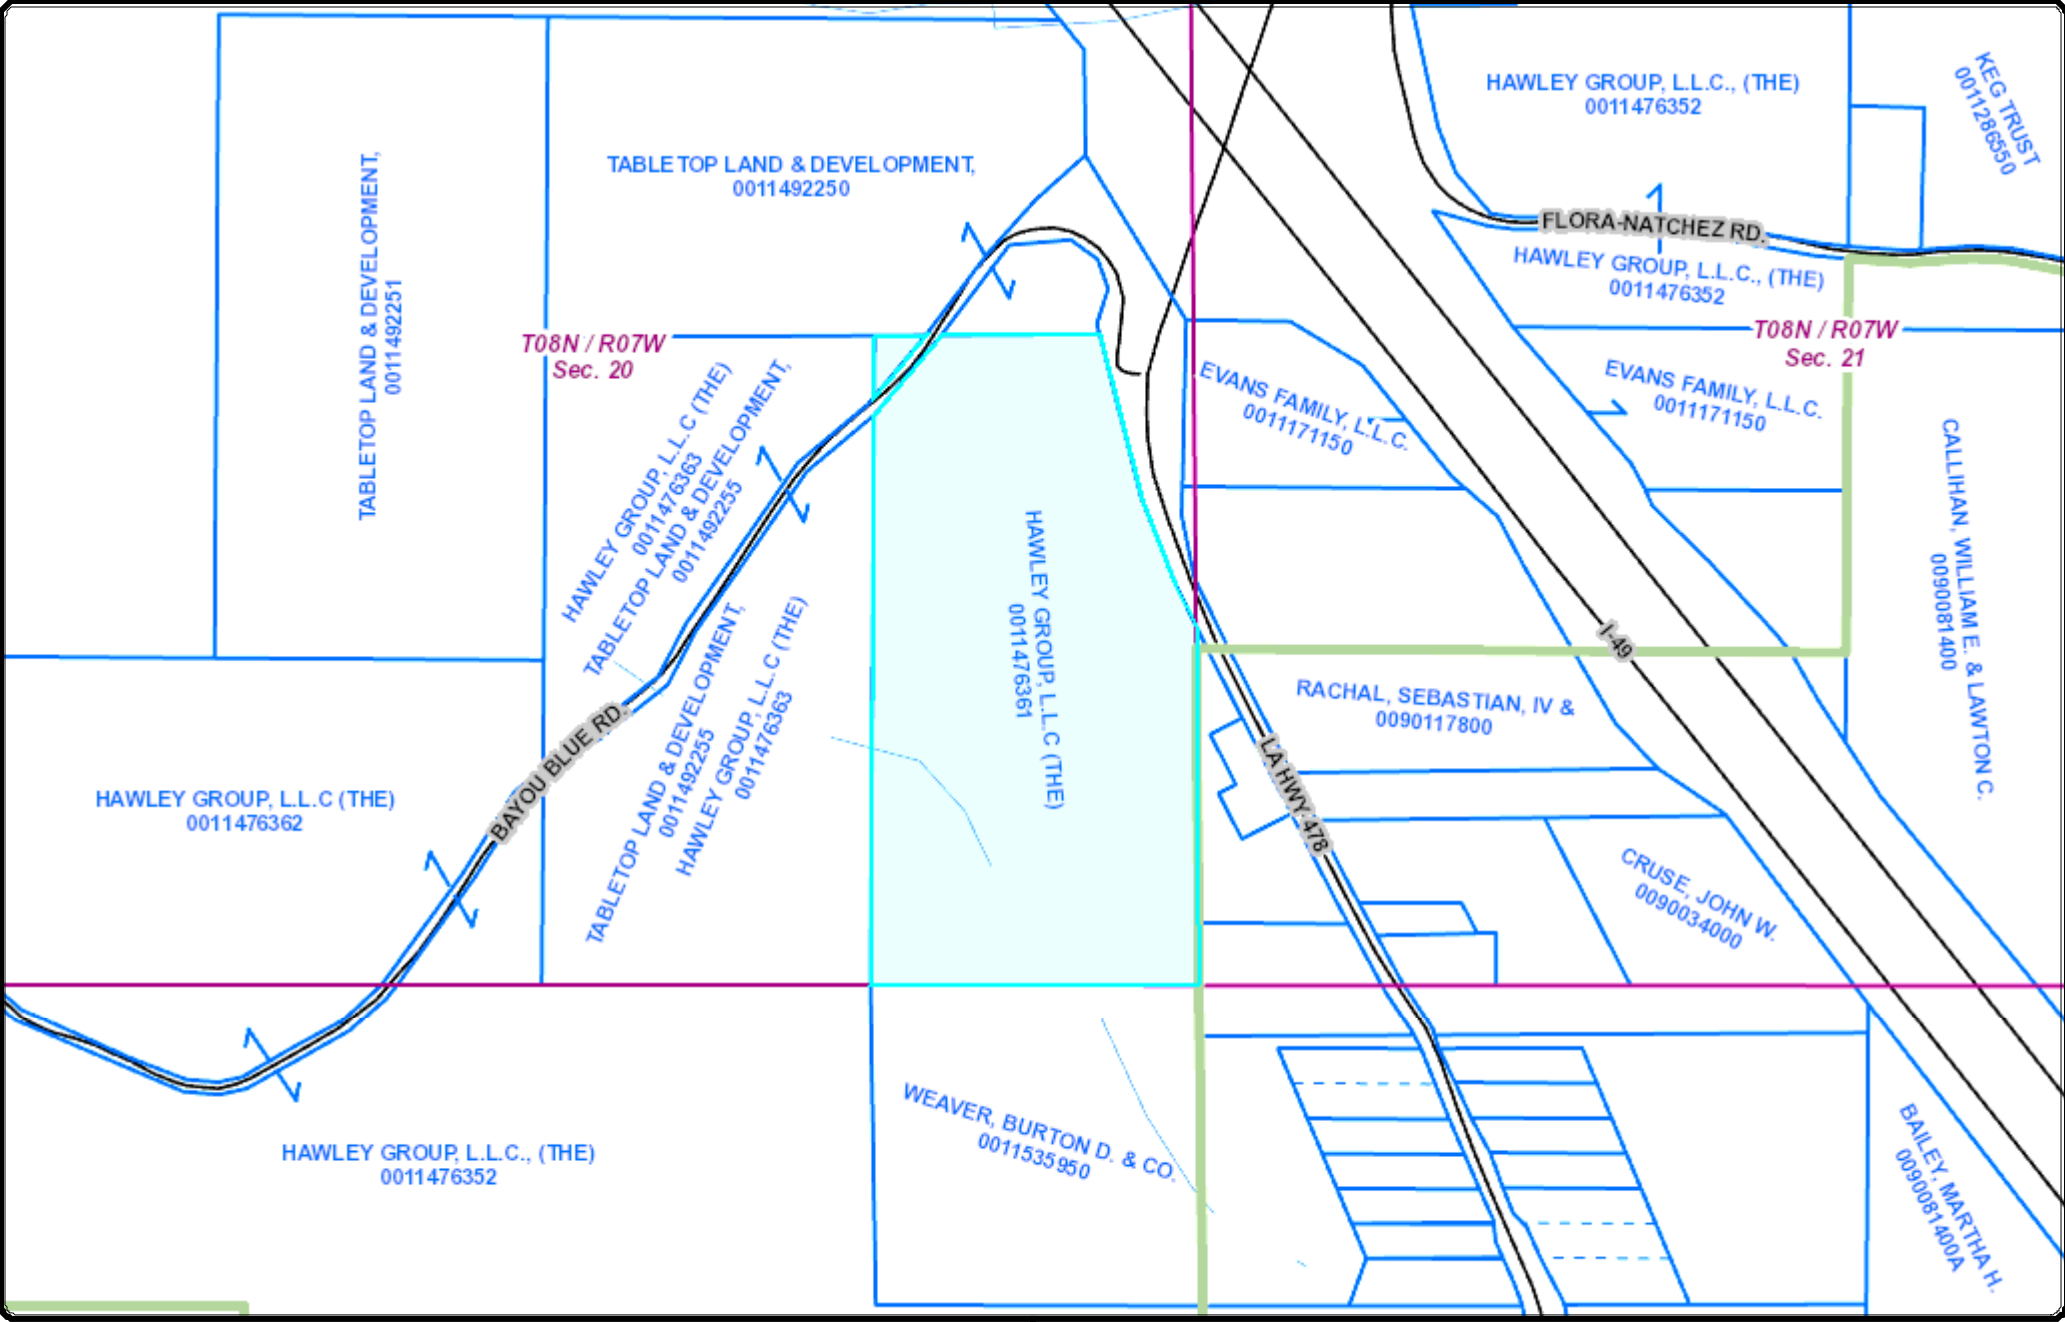 HAWLEY GROUP, L.L.C., (THE)
0011476352
KEG TRUST
0011286550
TABLETOP LAND & DEVELOPMENT,
0011492251
TABLETOP LAND & DEVELOPMENT,
0011492250
FLORA-NATCHEZ RD.
HAWLEY GROUP, L.L.C., (THE)
0011476352
T08N / R07W
Sec. 20
T08N / R07W
Sec. 21
HAWLEY GROUP, L.L.C (THE)
0011476363
TABLETOP LAND & DEVELOPMENT,
0011492255
EVANS FAMILY, L.L.C.
0011171150
EVANS FAMILY, L.L.C.
0011171150
CALLIHAN, WILLIAM E. & LAWTON C.
0090081400
HAWLEY GROUP, L.L.C (THE)
0011476361
TABLETOP LAND & DEVELOPMENT,
0011492255
HAWLEY GROUP, L.L.C (THE)
0011476363
I-49
RACHAL, SEBASTIAN, IV &
0090117800
BAYOU BLUE RD.
LA HWY 478
HAWLEY GROUP, L.L.C (THE)
0011476362
CRUSE, JOHN W.
0090034000
WEAVER, BURTON D. & CO.
0011535950
HAWLEY GROUP, L.L.C., (THE)
0011476352
BAILEY, MARTHA H.
0090081400A